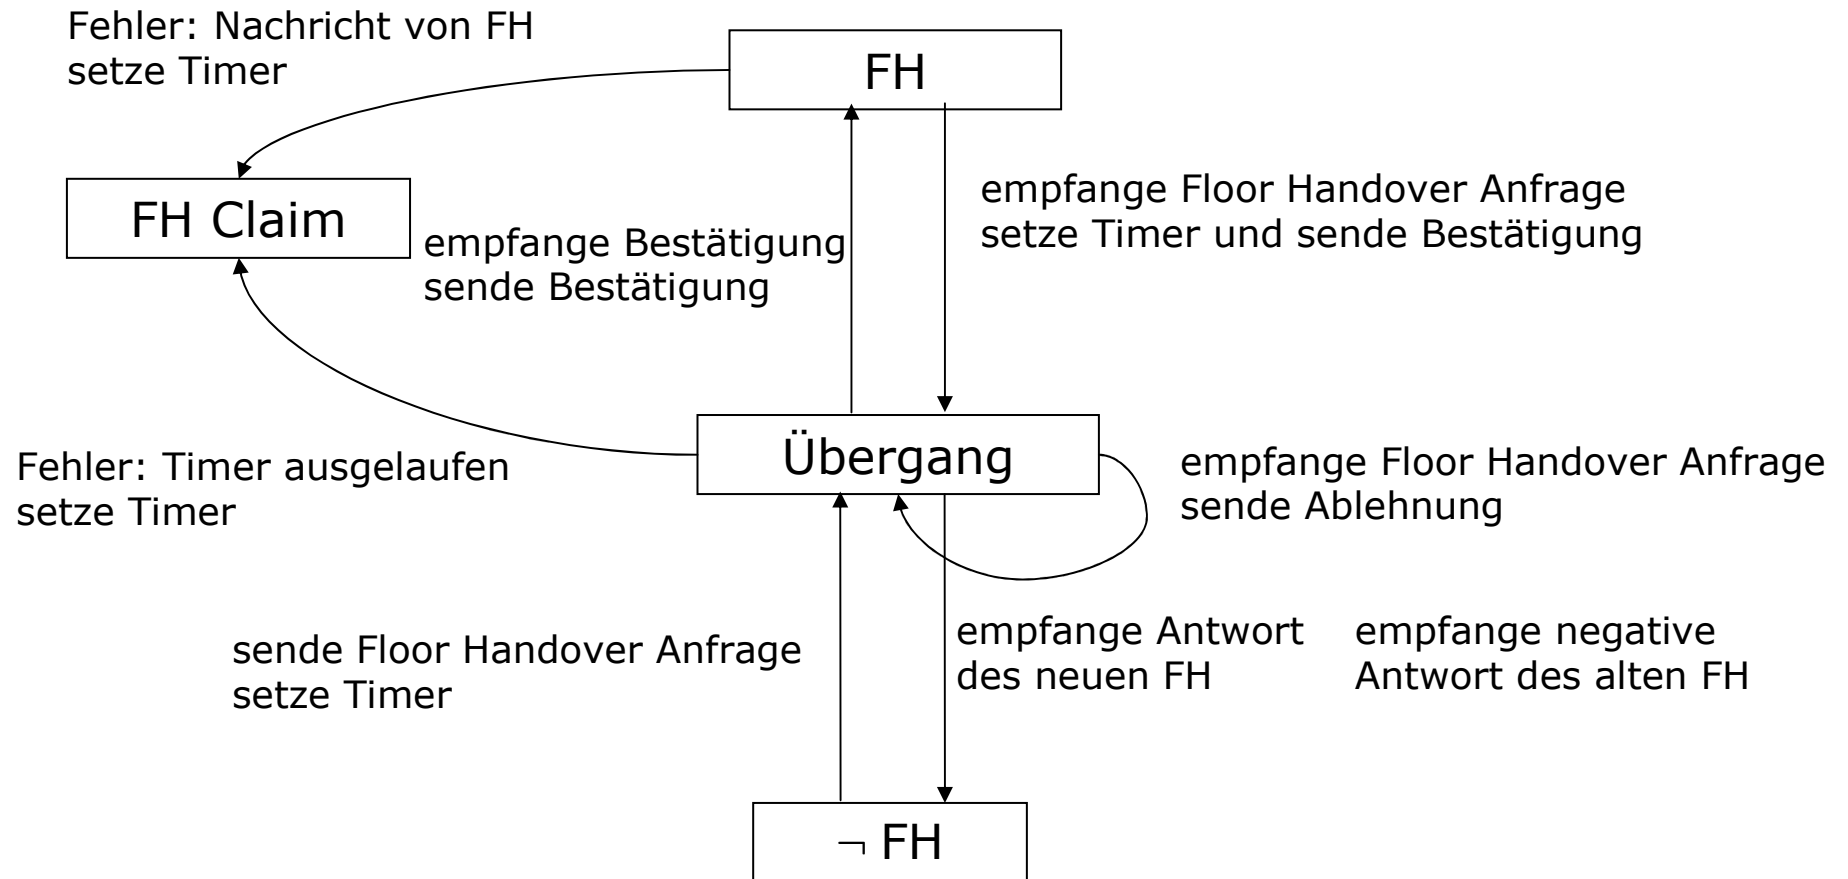 Fehler: Nachricht von FH
setze Timer
FH
FH Claim
empfange Bestätigung
sende Bestätigung
empfange Floor Handover Anfrage
setze Timer und sende Bestätigung
Übergang
Fehler: Timer ausgelaufen
setze Timer
empfange Floor Handover Anfrage
sende Ablehnung
sende Floor Handover Anfrage
setze Timer
empfange Antwort
des neuen FH
empfange negative
Antwort des alten FH
¬ FH